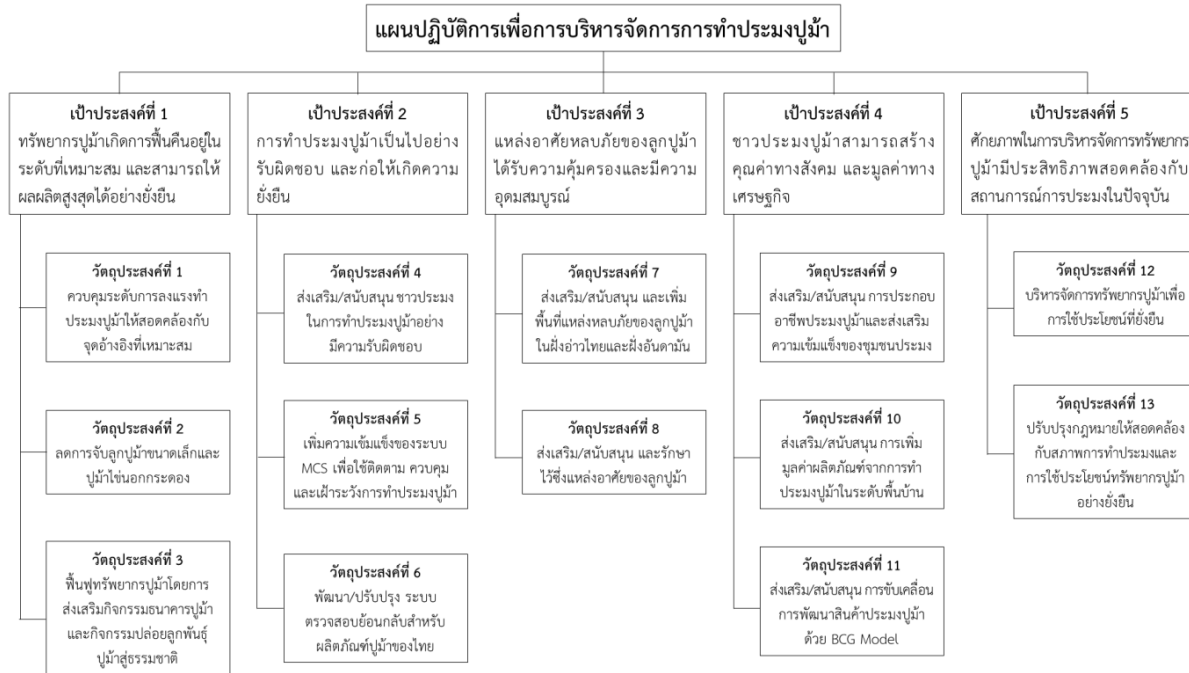 แผนปฏิบัติการเพื่อการบริหารจัดการการทำประมงปูม้า
เป้าประสงค์ที่ 1
ทรัพยากรปูม้าเกิดการฟื้นคืนอยู่ใน
ระดับที่เหมาะสม และสามารถให้
ผลผลิตสูงสุดได้อย่างยั่งยืน
วัตถุประสงค์ที่ 1
ควบคุมระดับการลงแรงทำ
ประมงปูม้าให้สอดคล้องกับ
จุดอ้างอิงที่เหมาะสม
วัตถุประสงค์ที่ 2
ลดการจับลูกปูม้าขนาดเล็กและ
ปูม้าไข่นอกกระดอง
วัตถุประสงค์ที่ 3
ฟื้นฟูทรัพยากรปูม้าโดยการ
ส่งเสริมกิจกรรมธนาคารปูม้า
และกิจกรรมปล่อยลูกพันธุ์
ปูม้าสู่ธรรมชาติ
เป้าประสงค์ที่ 2
การทำประมงปูม้าเป็นไปอย่าง
รับผิดชอบ และก่อให้เกิดความ
ยั่งยืน
วัตถุประสงค์ที่ 4
ส่งเสริม/สนับสนุน ชาวประมง
ในการทำประมงปูม้าอย่าง
มีความรับผิดชอบ
วัตถุประสงค์ที่ 5
เพิ่มความเข้มแข็งของระบบ
MCS เพื่อใช้ติดตาม ควบคุม
และเฝ้าระวังการทำประมงปูม้า
วัตถุประสงค์ที่ 6
พัฒนา/ปรับปรุง ระบบ
ตรวจสอบย้อนกลับสำหรับ
ผลิตภัณฑ์ปูม้าของไทย
เป้าประสงค์ที่ 3
แหล่งอาศัยหลบภัยของลูกปูม้า
ได้รับความคุ้มครองและมีความ
อุดมสมบูรณ์
วัตถุประสงค์ที่ 7
ส่งเสริม/สนับสนุน และเพิ่ม
พื้นที่แหล่งหลบภัยของลูกปูม้า
ในฝั่งอ่าวไทยและฝั่งอันดามัน
วัตถุประสงค์ที่ 8
ส่งเสริม/สนับสนุน และรักษา
ไว้ซึ่งแหล่งอาศัยของลูกปูม้า
เป้าประสงค์ที่ 4
ชาวประมงปูม้าสามารถสร้าง
คุณค่าทางสังคม และมูลค่าทาง
เศรษฐกิจ
วัตถุประสงค์ที่ 9
ส่งเสริม/สนับสนุน การประกอบ
อาชีพประมงปูม้าและส่งเสริม
ความเข้มแข็งของชุมชนประมง
วัตถุประสงค์ที่ 10
ส่งเสริม/สนับสนุน การเพิ่ม
มูลค่าผลิตภัณฑ์จากการทำ
ประมงปูม้าในระดับพื้นบ้าน
วัตถุประสงค์ที่ 11
ส่งเสริม/สนับสนุน การขับเคลื่อน
การพัฒนาสินค้าประมงปูม้า
ด้วย BCG Model
เป้าประสงค์ที่ 5
ศักยภาพในการบริหารจัดการทรัพยากร
ปูม้ามีประสิทธิภาพสอดคล้องกับ
สถานการณ์การประมงในปัจจุบัน
วัตถุประสงค์ที่ 12
บริหารจัดการทรัพยากรปูม้าเพื่อ
การใช้ประโยชน์ที่ยั่งยืน
วัตถุประสงค์ที่ 13
ปรับปรุงกฎหมายให้สอดคล้อง
กับสภาพการทำประมงและ
การใช้ประโยชน์ทรัพยากรปูม้า
อย่างยั่งยืน